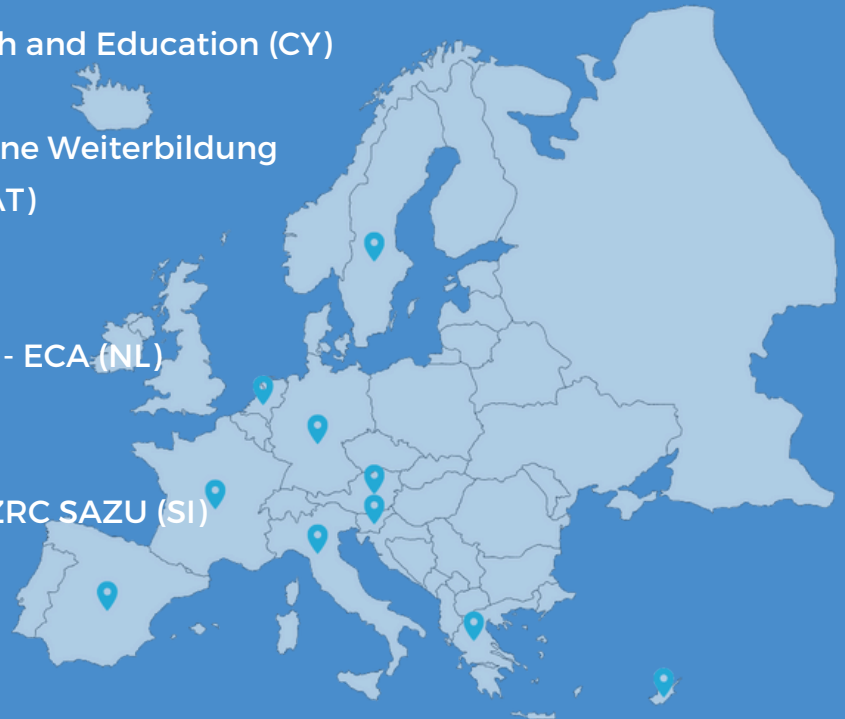 h and Education (CY)
ne Weiterbildung
AT)
- ECA (NL)
ZRC SAZU (SI)